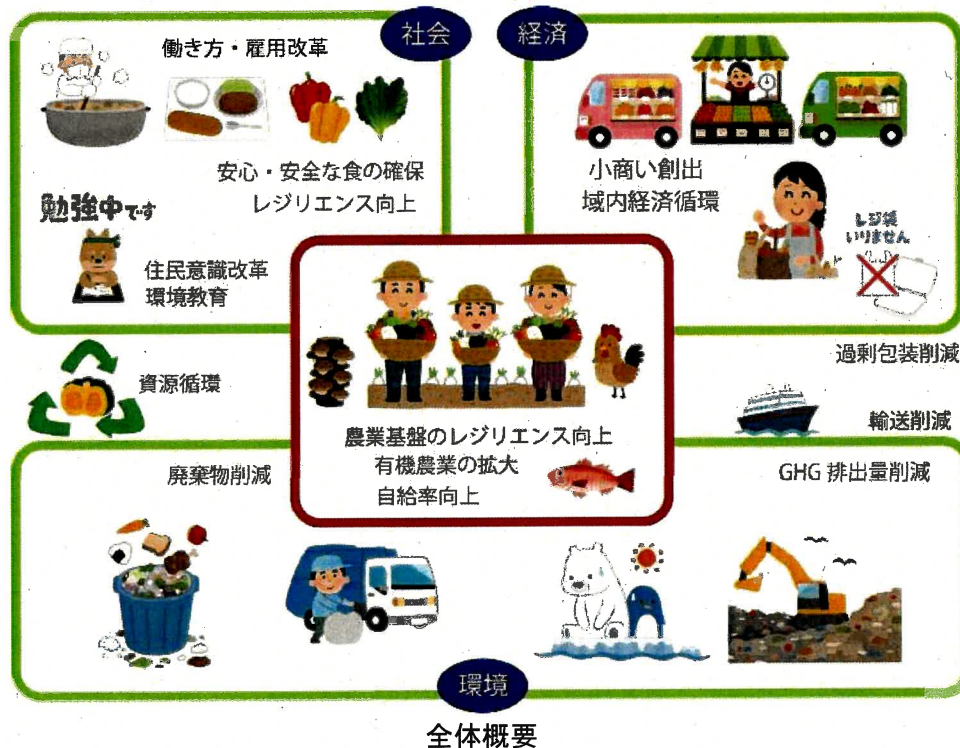 社会
経済
働き方・雇用改革
安心・安全な食の確保
レジリエンス向上
勉強中です
住民意識改革
環境教育
小商い創出
域内経済循環
レジ袋
いりません
資源循環
過剰包装削減
輸送削減
農業基盤のレジリエンス向上
有機農業の拡大
自給率向上
廃棄物削減
GHG 排出量削減
環境
全体概要